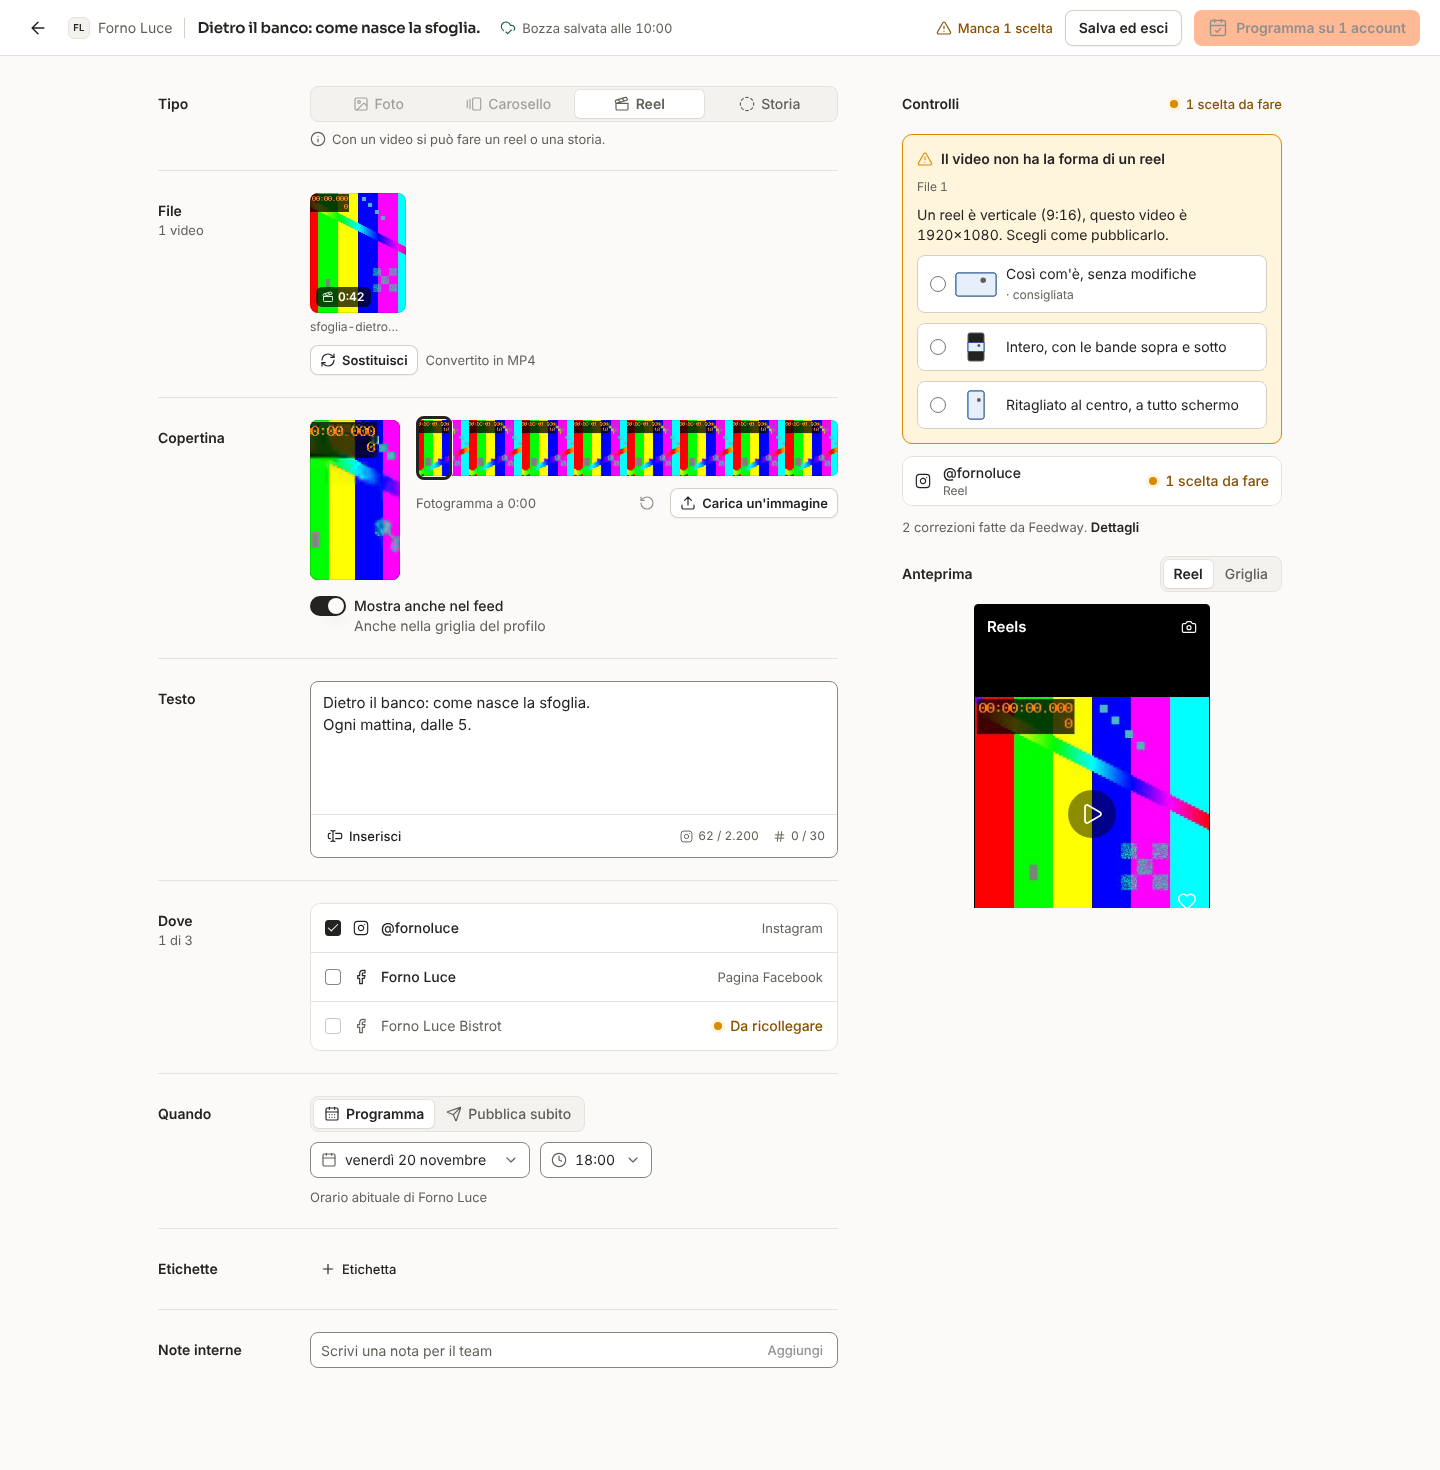 FL Forno Luce Dietro il banco: come nasce la sfoglia. Bozza salvata alle 10:00 Manca 1 scelta Salva ed esci Programma su 1 account
Tipo
Foto Carosello Reel Storia
Con un video si può fare un reel o una storia.
File
1 video
00:00.000
0
0:42
sfoglia-dietro...
Sostituisci Convertito in MP4
Copertina
0:00.000
0
Fotogramma a 0:00 Carica un'immagine
Mostra anche nel feed
Anche nella griglia del profilo
Testo
Dietro il banco: come nasce la sfoglia.
Ogni mattina, dalle 5.
Inserisci 62 / 2.200 0 / 30
Dove
1 di 3
@fornoluce Instagram
Forno Luce Pagina Facebook
Forno Luce Bistrot Da ricollegare
Quando
Programma Pubblica subito
venerdì 20 novembre 18:00
Orario abituale di Forno Luce
Etichette
Etichetta
Note interne
Scrivi una nota per il team Aggiungi
Controlli 1 scelta da fare
Il video non ha la forma di un reel
File 1
Un reel è verticale (9:16), questo video è
1920×1080. Scegli come pubblicarlo.
Così com'è, senza modifiche
· consigliata
Intero, con le bande sopra e sotto
Ritagliato al centro, a tutto schermo
@fornoluce
Reel
1 scelta da fare
2 correzioni fatte da Feedway. Dettagli
Anteprima Reel Griglia
Reels
00:00:00.000
0